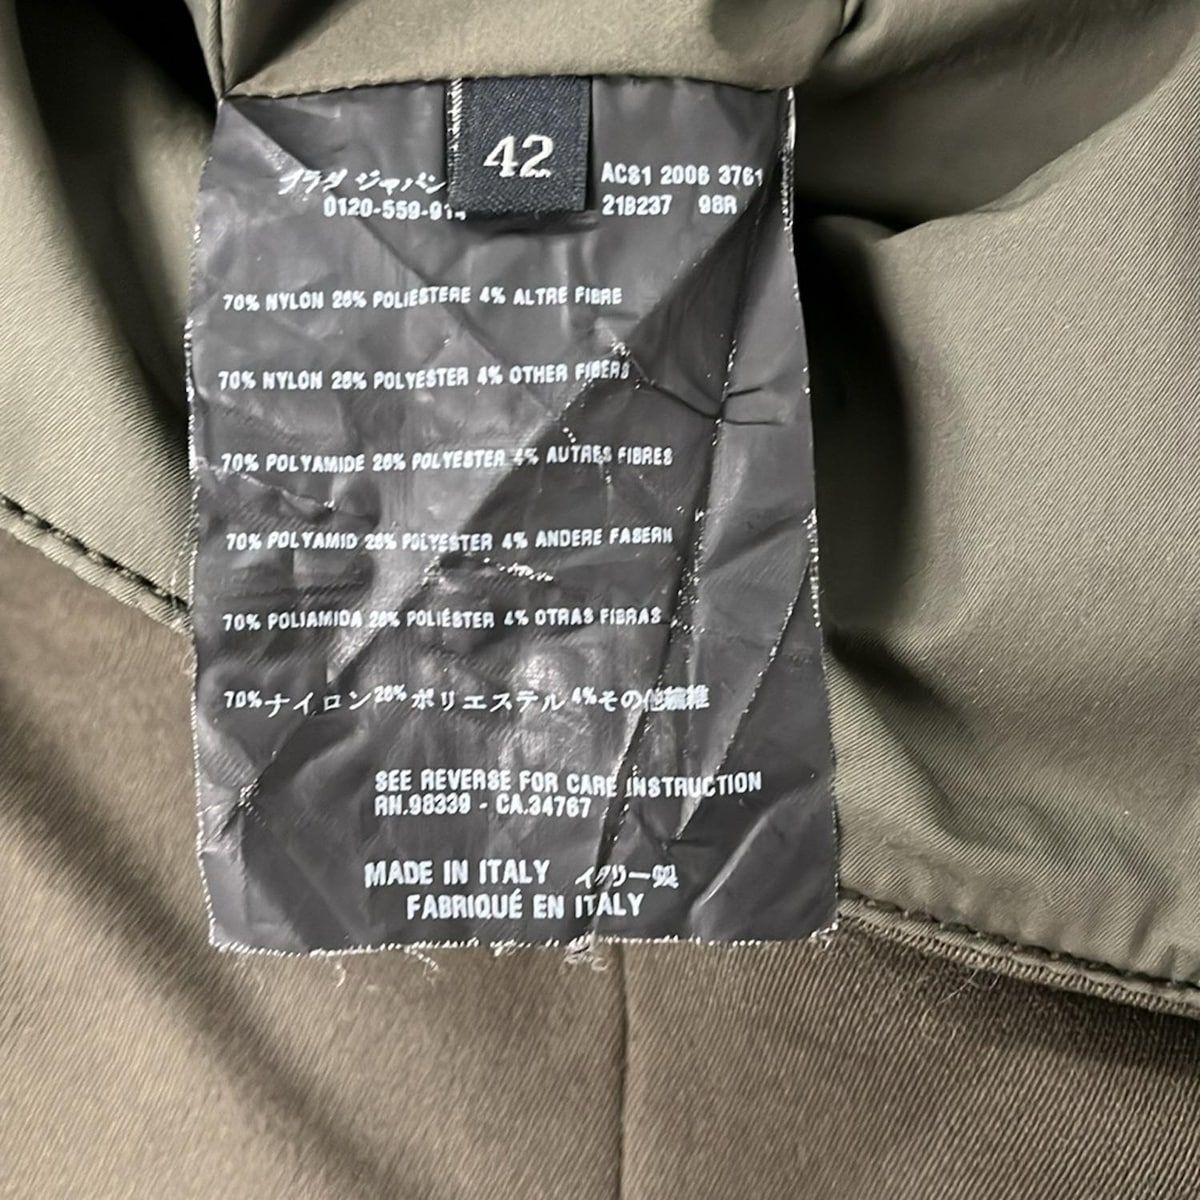 42
プラダ ジャパン
0120-559-914
AC81 2006 3761
21B237 98R
70% NYLON 26% POLIESTERE 4% ALTRE FIBRE
70% NYLON 26% POLYESTER 4% OTHER FIBERS
70% POLYAMIDE 26% POLYESTER 4% AUTRES FIBRES
70% POLYAMID 26% POLYESTER 4% ANDERE FASERN
70% POLIAMIDA 26% POLIÉSTER 4% OTRAS FIBRAS
70%ナイロン26%ポリエステル4%その他繊維
SEE REVERSE FOR CARE INSTRUCTION
RN.98339 - CA.34767
MADE IN ITALY イタリー製
FABRIQUÉ EN ITALY